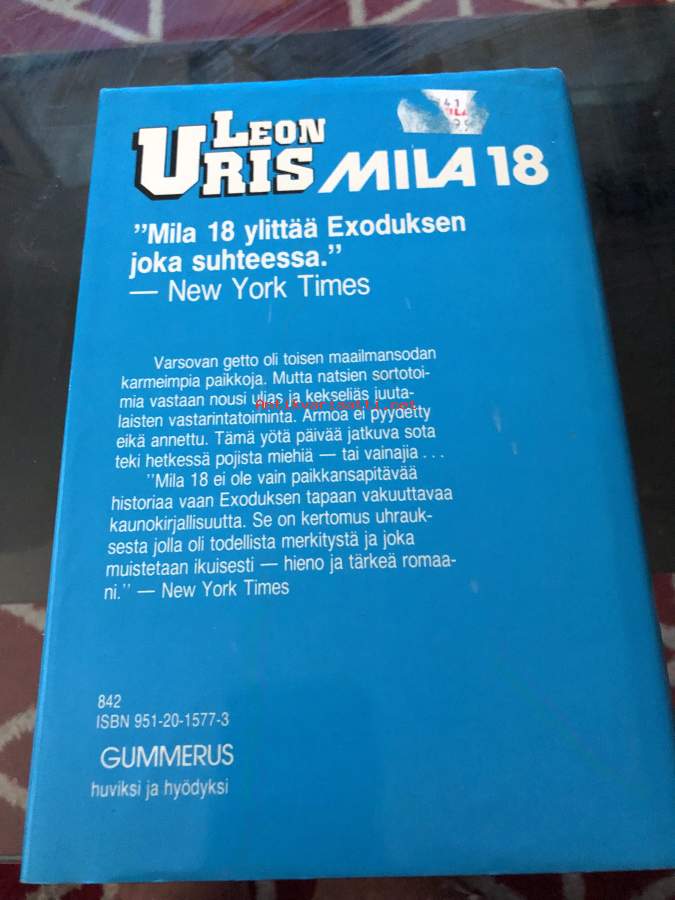 LEON
URIS MILA 18
41
”Mila 18 ylittää Exoduksen
joka suhteessa.”
— New York Times
Varsovan getto oli toisen maailmansodan
karmeimpia paikkoja. Mutta natsien sortotoi-
mia vastaan nousi uljas ja kekseliäs juuta-
Antikvariaatti.net
laisten vastarintatoiminta. Armoa ei pyydetty
eikä annettu. Tämä yötä päivää jatkuva sota
teki hetkessä pojista miehiä — tai vainajia . . .
”Mila 18 ei ole vain paikkansapitävää
historiaa vaan Exoduksen tapaan vakuuttavaa
kaunokirjallisuutta. Se on kertomus uhrauk-
sesta jolla oli todellista merkitystä ja joka
muistetaan ikuisesti — hieno ja tärkeä romaa-
ni.” — New York Times
842
ISBN 951-20-1577-3
GUMMERUS
huviksi ja hyödyksi